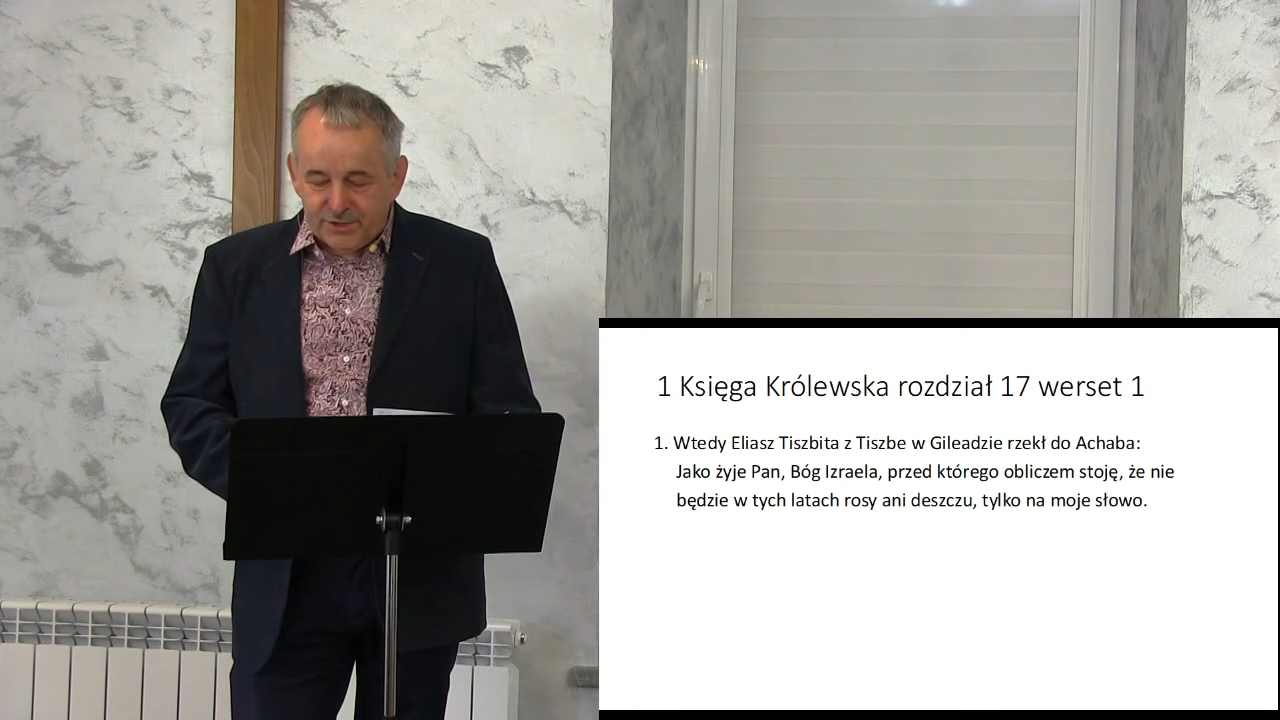 1 Księga Królewska rozdział 17 werset 1
1. Wtedy Eliasz Tiszbita z Tiszbe w Gileadzie rzekł do Achaba:
Jako żyje Pan, Bóg Izraela, przed którego obliczem stoję, że nie
będzie w tych latach rosy ani deszczu, tylko na moje słowo.